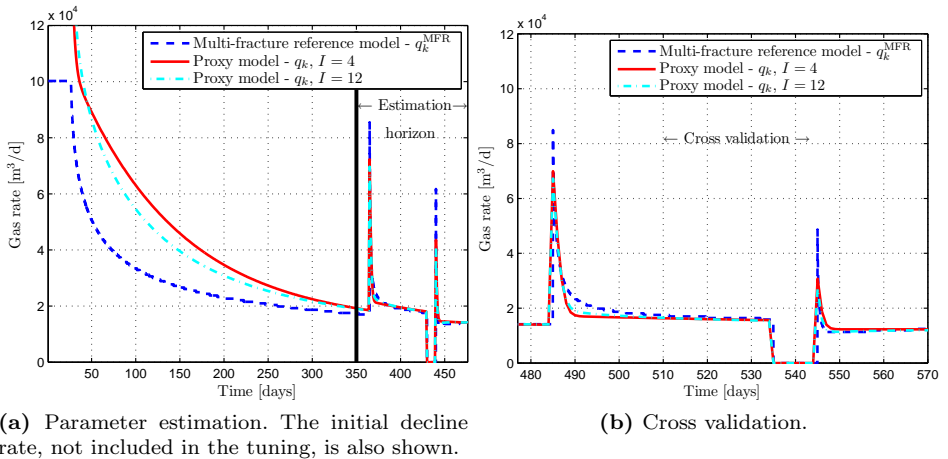 x 10^4
12
10
8
6
4
2
0
50 100 150 200 250 300 350 400 450
Time [days]
Gas rate [m³/d]
Multi-fracture reference model - q_k^MFR
Proxy model - q_k, I = 4
Proxy model - q_k, I = 12
← Estimation →
horizon
(a) Parameter estimation. The initial decline
rate, not included in the tuning, is also shown.
x 10^4
12
10
8
6
4
2
0
480 490 500 510 520 530 540 550 560 570
Time [days]
Gas rate [m³/d]
Multi-fracture reference model - q_k^MFR
Proxy model - q_k, I = 4
Proxy model - q_k, I = 12
← Cross validation →
(b) Cross validation.